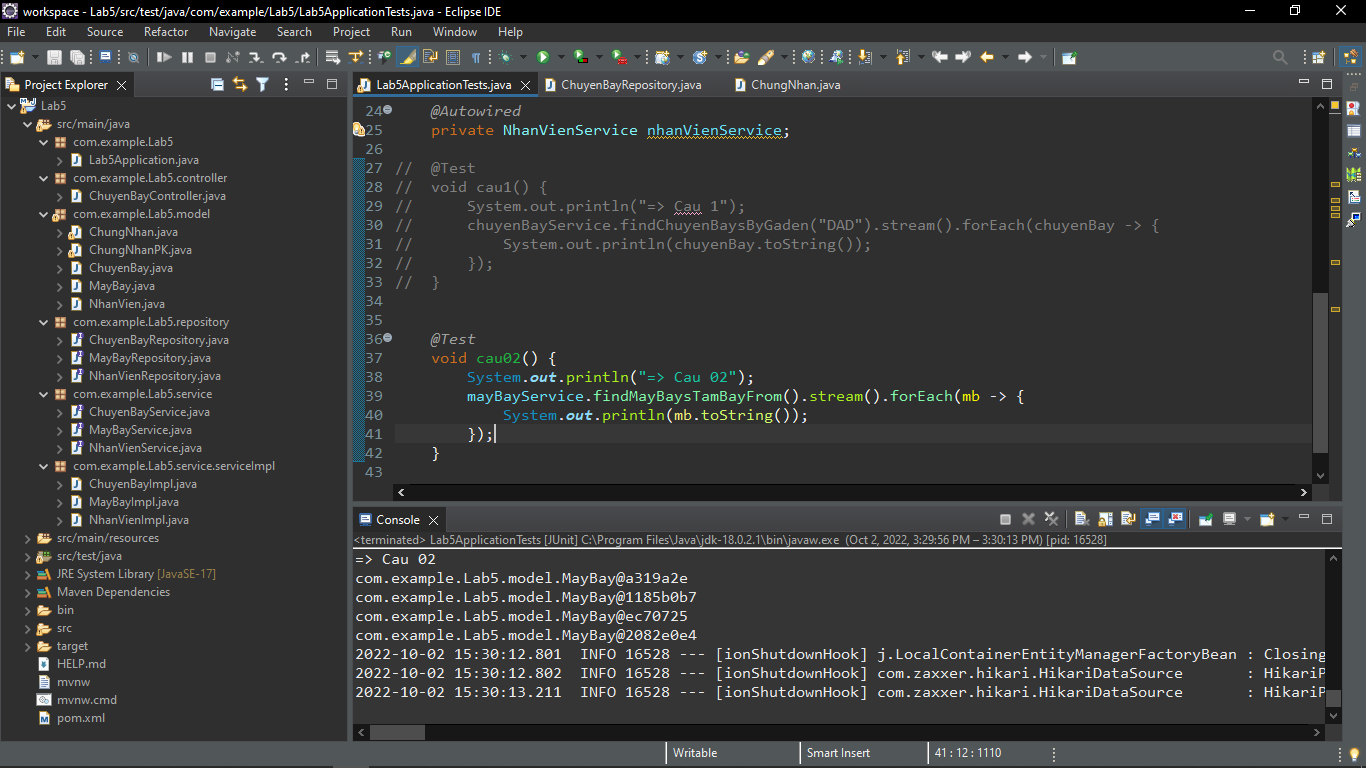 workspace - Lab5/src/test/java/com/example/Lab5/Lab5ApplicationTests.java - Eclipse IDE
File Edit Source Refactor Navigate Search Project Run Window Help
Project Explorer
Lab5
src/main/java
com.example.Lab5
Lab5Application.java
com.example.Lab5.controller
ChuyenBayController.java
com.example.Lab5.model
ChungNhan.java
ChungNhanPK.java
ChuyenBay.java
MayBay.java
NhanVien.java
com.example.Lab5.repository
ChuyenBayRepository.java
MayBayRepository.java
NhanVienRepository.java
com.example.Lab5.service
ChuyenBayService.java
MayBayService.java
NhanVienService.java
com.example.Lab5.service.serviceImpl
ChuyenBayImpl.java
MayBayImpl.java
NhanVienImpl.java
src/main/resources
src/test/java
JRE System Library [JavaSE-17]
Maven Dependencies
bin
src
target
HELP.md
mvnw
mvnw.cmd
pom.xml
Lab5ApplicationTests.java ChuyenBayRepository.java ChungNhan.java
24 @Autowired
25 private NhanVienService nhanVienService;
26
27 // @Test
28 // void cau1() {
29 // System.out.println("=> Cau 1");
30 // chuyenBayService.findChuyenBaysByGaden("DAD").stream().forEach(chuyenBay -> {
31 // System.out.println(chuyenBay.toString());
32 // });
33 // }
34
35
36 @Test
37 void cau02() {
38 System.out.println("=> Cau 02");
39 mayBayService.findMayBaysTamBayFrom().stream().forEach(mb -> {
40 System.out.println(mb.toString());
41 });
42 }
43
Console
<terminated> Lab5ApplicationTests [JUnit] C:\Program Files\Java\jdk-18.0.2.1\bin\javaw.exe (Oct 2, 2022, 3:29:56 PM – 3:30:13 PM) [pid: 16528]
=> Cau 02
com.example.Lab5.model.MayBay@a319a2e
com.example.Lab5.model.MayBay@1185b0b7
com.example.Lab5.model.MayBay@ec70725
com.example.Lab5.model.MayBay@2082e0e4
2022-10-02 15:30:12.801 INFO 16528 --- [ionShutdownHook] j.LocalContainerEntityManagerFactoryBean : Closing
2022-10-02 15:30:12.802 INFO 16528 --- [ionShutdownHook] com.zaxxer.hikari.HikariDataSource : HikariP
2022-10-02 15:30:13.211 INFO 16528 --- [ionShutdownHook] com.zaxxer.hikari.HikariDataSource : HikariP
Writable Smart Insert 41 : 12 : 1110